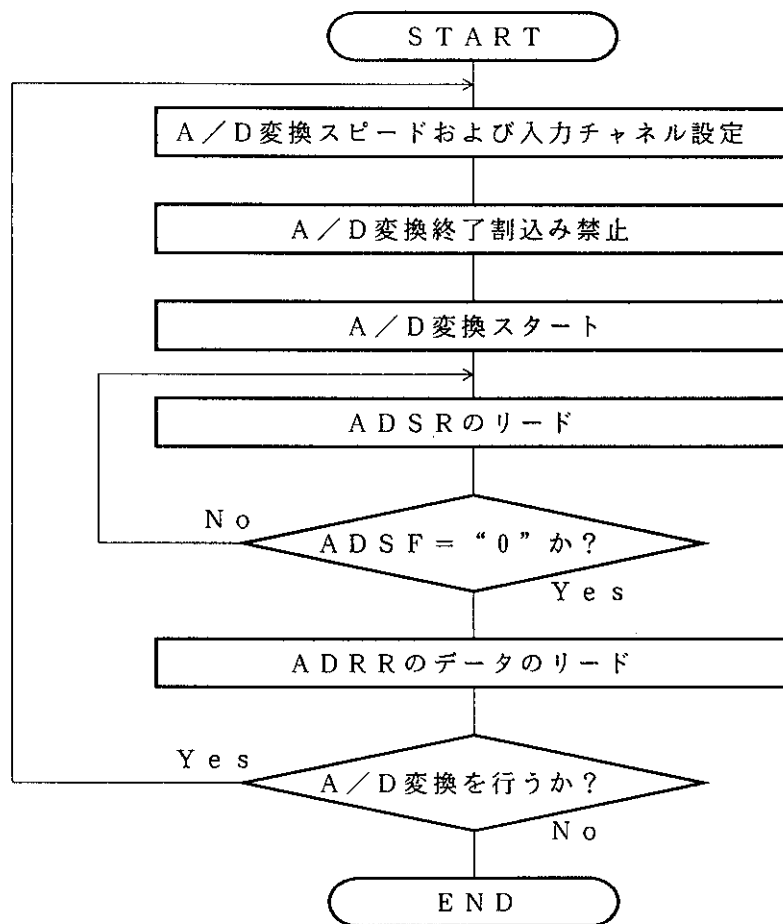 START
A／D変換スピードおよび入力チャネル設定
A／D変換終了割込み禁止
A／D変換スタート
ADSRのリード
No
ADSF＝“0”か？
Yes
ADRRのデータのリード
Yes
A／D変換を行うか？
No
END